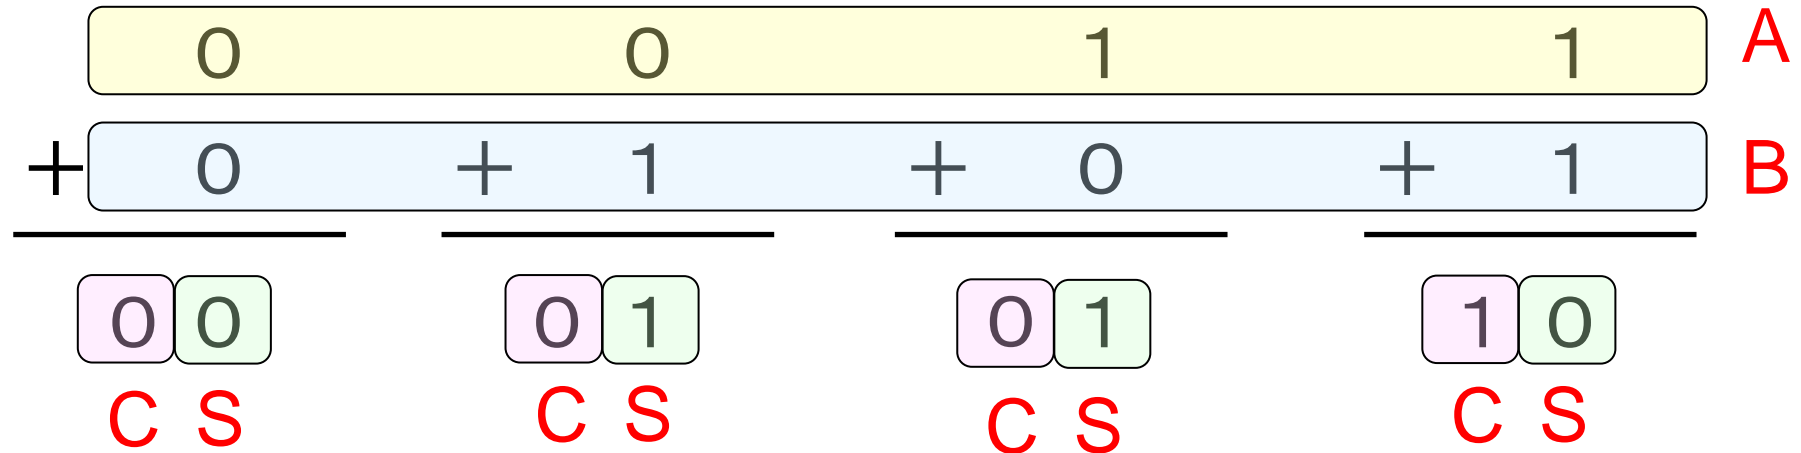 0 0 1 1 A
+ 0 + 1 + 0 + 1 B
0 0 0 1 0 1 1 0
C S C S C S C S